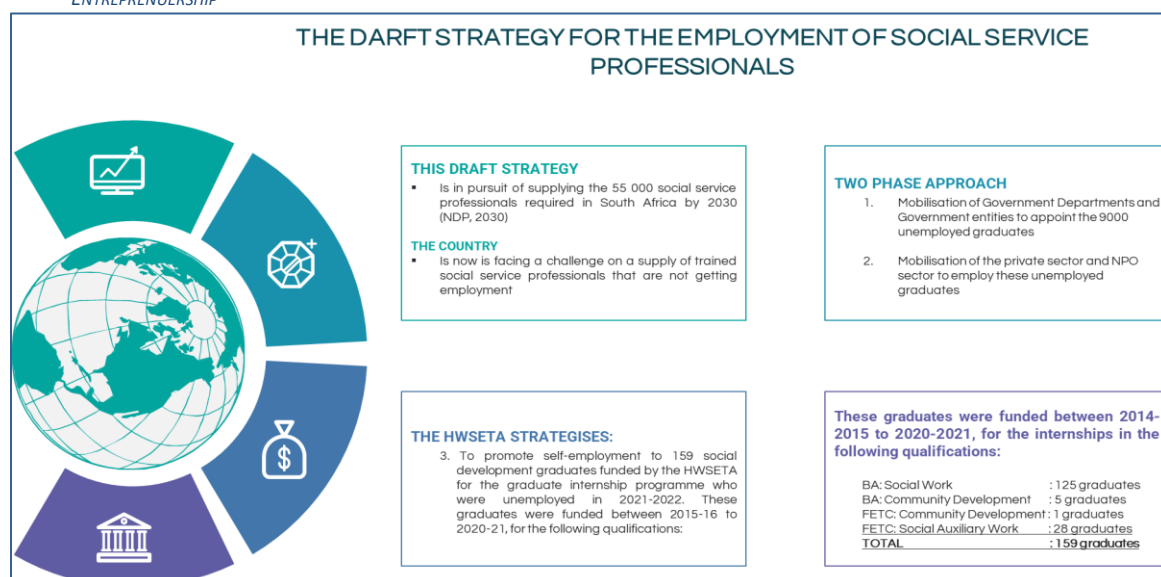 ENTREPRENUERSHIP
THE DARFT STRATEGY FOR THE EMPLOYMENT OF SOCIAL SERVICE
PROFESSIONALS
THIS DRAFT STRATEGY
▪ Is in pursuit of supplying the 55 000 social service
professionals required in South Africa by 2030
(NDP, 2030)
THE COUNTRY
▪ Is now is facing a challenge on a supply of trained
social service professionals that are not getting
employment
TWO PHASE APPROACH
1. Mobilisation of Government Departments and
Government entities to appoint the 9000
unemployed graduates
2. Mobilisation of the private sector and NPO
sector to employ these unemployed
graduates
THE HWSETA STRATEGISES:
3. To promote self-employment to 159 social
development graduates funded by the HWSETA
for the graduate internship programme who
were unemployed in 2021-2022. These
graduates were funded between 2015-16 to
2020-21, for the following qualifications:
These graduates were funded between 2014-
2015 to 2020-2021, for the internships in the
following qualifications:
BA: Social Work : 125 graduates
BA: Community Development : 5 graduates
FETC: Community Development : 1 graduates
FETC: Social Auxiliary Work : 28 graduates
TOTAL : 159 graduates
$